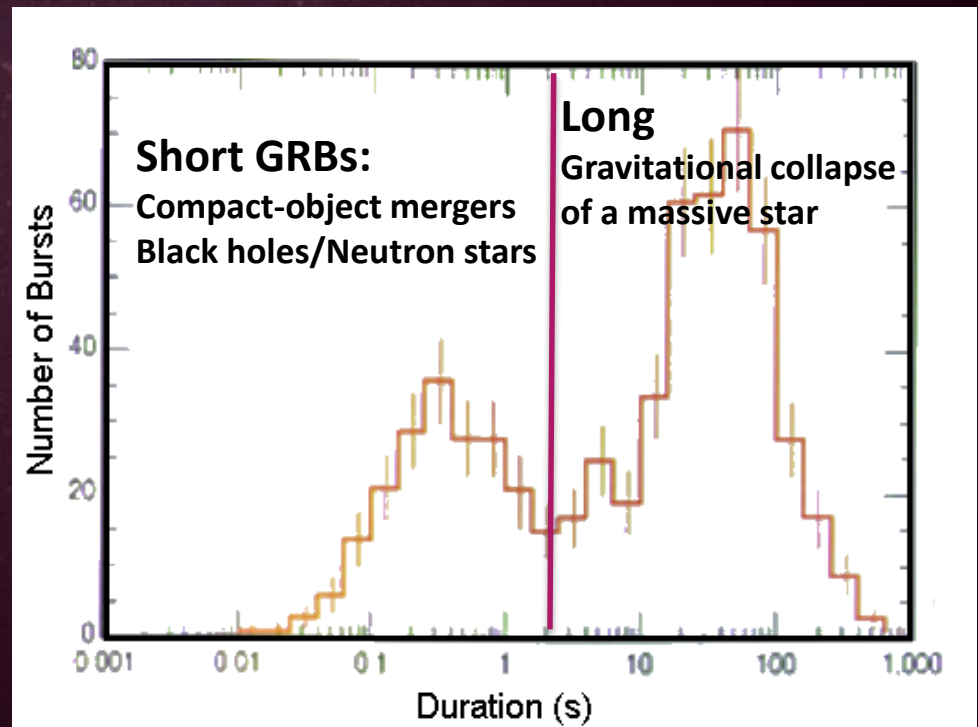 80
60
40
20
0
Number of Bursts
Short GRBs:
Compact-object mergers
Black holes/Neutron stars
Long
Gravitational collapse
of a massive star
0 001 0 01 0 1 1 10 100 1,000
Duration (s)